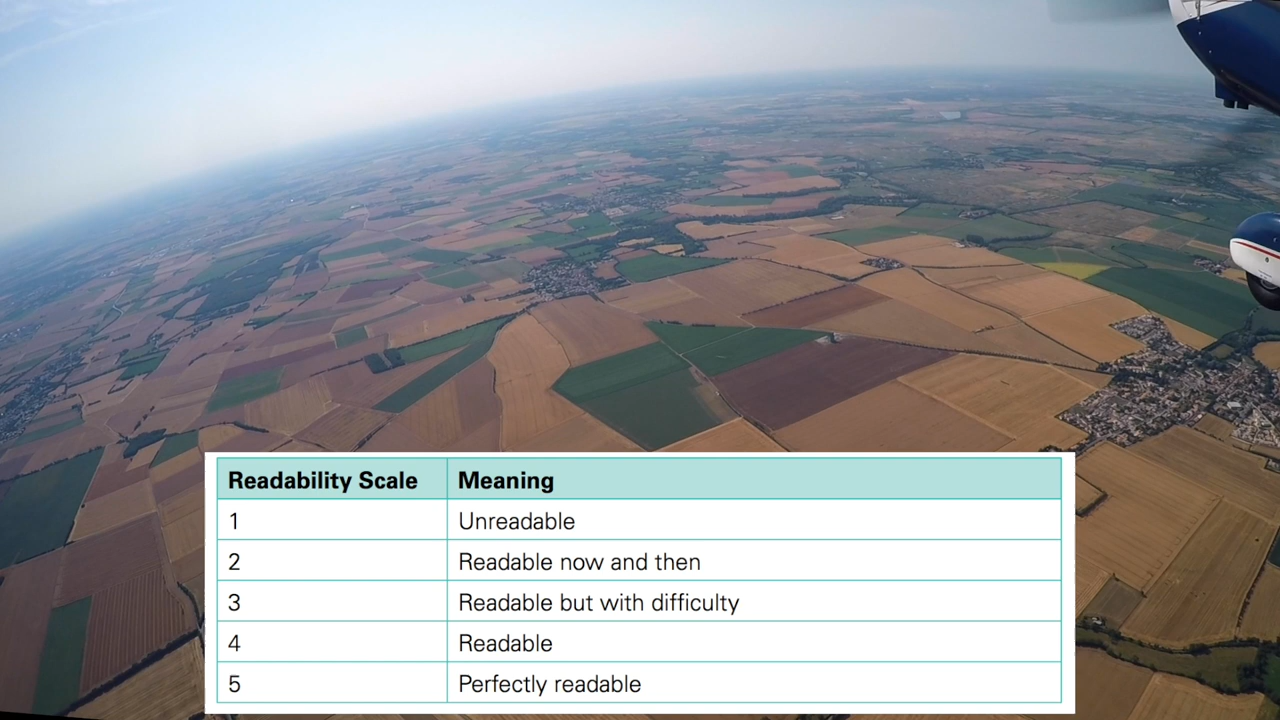 Readability Scale Meaning
1 Unreadable
2 Readable now and then
3 Readable but with difficulty
4 Readable
5 Perfectly readable